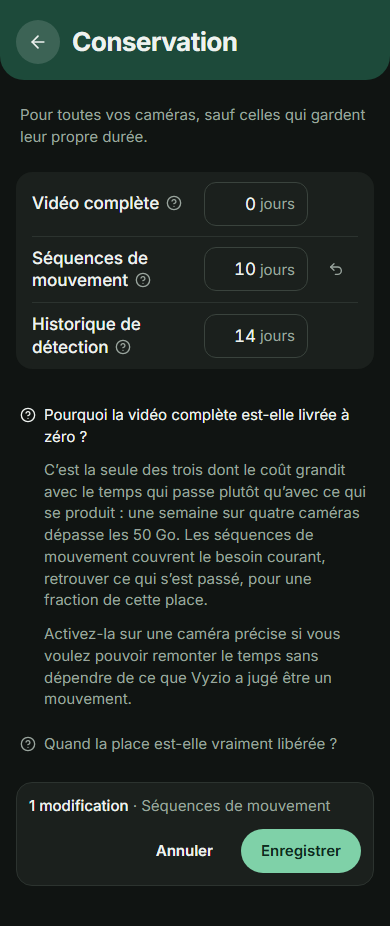 Conservation
Pour toutes vos caméras, sauf celles qui gardent
leur propre durée.
Vidéo complète
0 jours
Séquences de
mouvement
10 jours
Historique de
détection
14 jours
Pourquoi la vidéo complète est-elle livrée à
zéro ?
C’est la seule des trois dont le coût grandit
avec le temps qui passe plutôt qu’avec ce qui
se produit : une semaine sur quatre caméras
dépasse les 50 Go. Les séquences de
mouvement couvrent le besoin courant,
retrouver ce qui s’est passé, pour une
fraction de cette place.
Activez-la sur une caméra précise si vous
voulez pouvoir remonter le temps sans
dépendre de ce que Vyzio a jugé être un
mouvement.
Quand la place est-elle vraiment libérée ?
1 modification · Séquences de mouvement
Annuler
Enregistrer